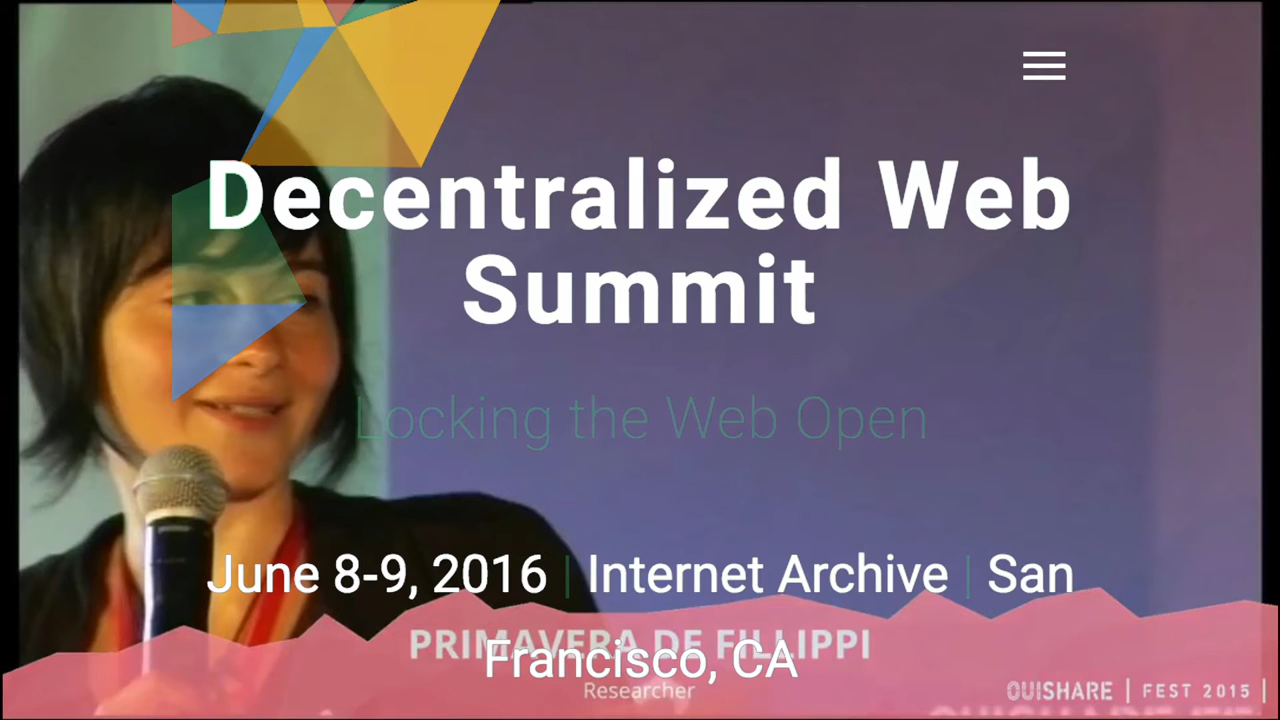 Decentralized Web
Summit
Locking the Web Open
June 8-9, 2016 | Internet Archive | San
PRIMAVERA DE FILLIPPI
Francisco, CA
Researcher
OUISHARE | FEST 2015 |